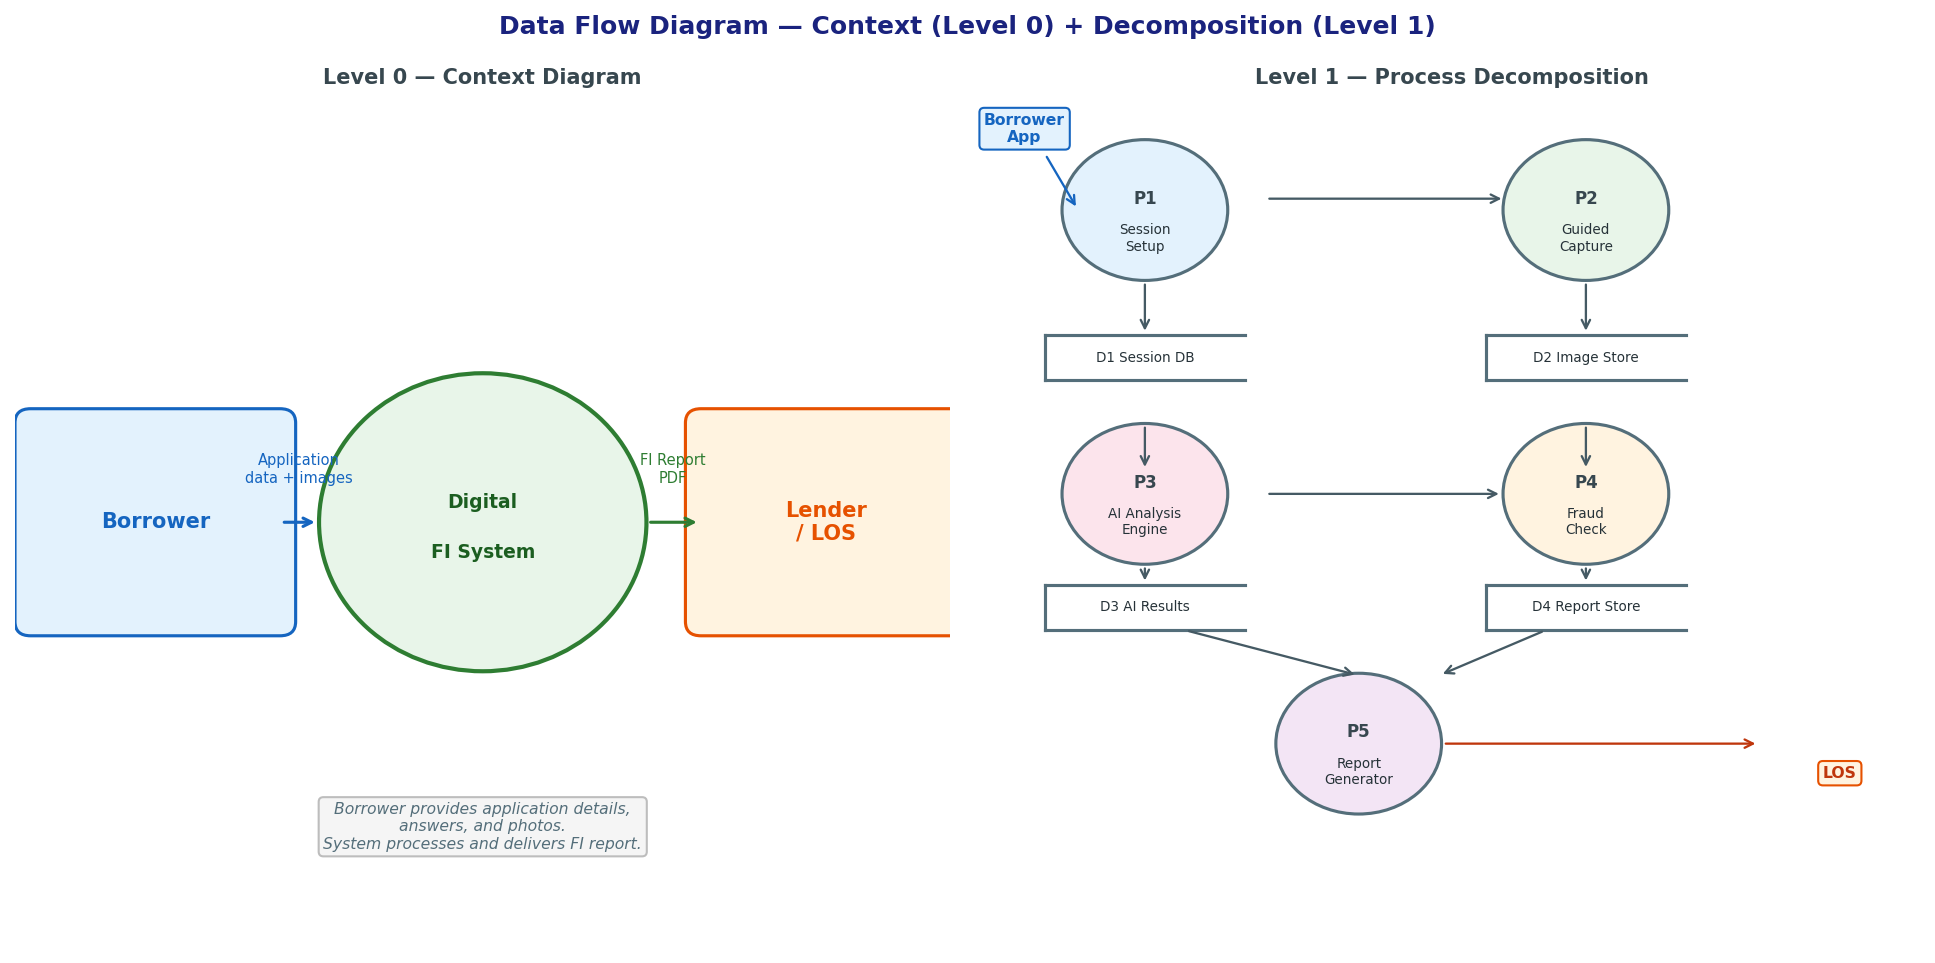 Data Flow Diagram — Context (Level 0) + Decomposition (Level 1)
Level 0 — Context Diagram
Borrower
Application
data + images
Digital
FI System
FI Report
PDF
Lender
/ LOS
Borrower provides application details,
answers, and photos.
System processes and delivers FI report.
Level 1 — Process Decomposition
Borrower
App
P1
Session
Setup
P2
Guided
Capture
D1 Session DB
D2 Image Store
P3
AI Analysis
Engine
P4
Fraud
Check
D3 AI Results
D4 Report Store
P5
Report
Generator
LOS